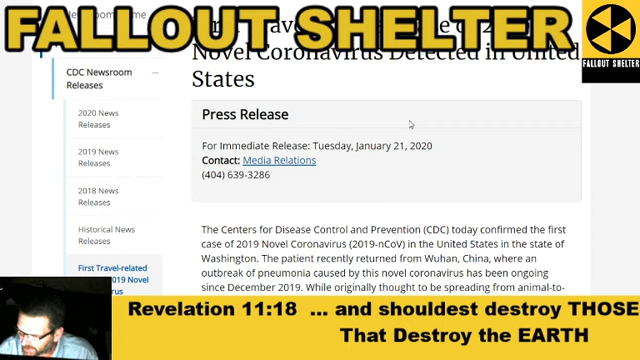 FALLOUT SHELTER
FALLOUT SHELTER
Novel Coronavirus Detected in United
States
CDC Newsroom
Releases
2020 News
Releases
2019 News
Releases
2018 News
Releases
Historical News
Releases
First Travel-related
Press Release
For Immediate Release: Tuesday, January 21, 2020
Contact: Media Relations
(404) 639-3286
The Centers for Disease Control and Prevention (CDC) today confirmed the first
case of 2019 Novel Coronavirus (2019-nCoV) in the United States in the state of
Washington. The patient recently returned from Wuhan, China, where an
outbreak of pneumonia caused by this novel coronavirus has been ongoing
since December 2019. While originally thought to be spreading from animal-to-
Revelation 11:18 ... and shouldest destroy THOSE
That Destroy the EARTH